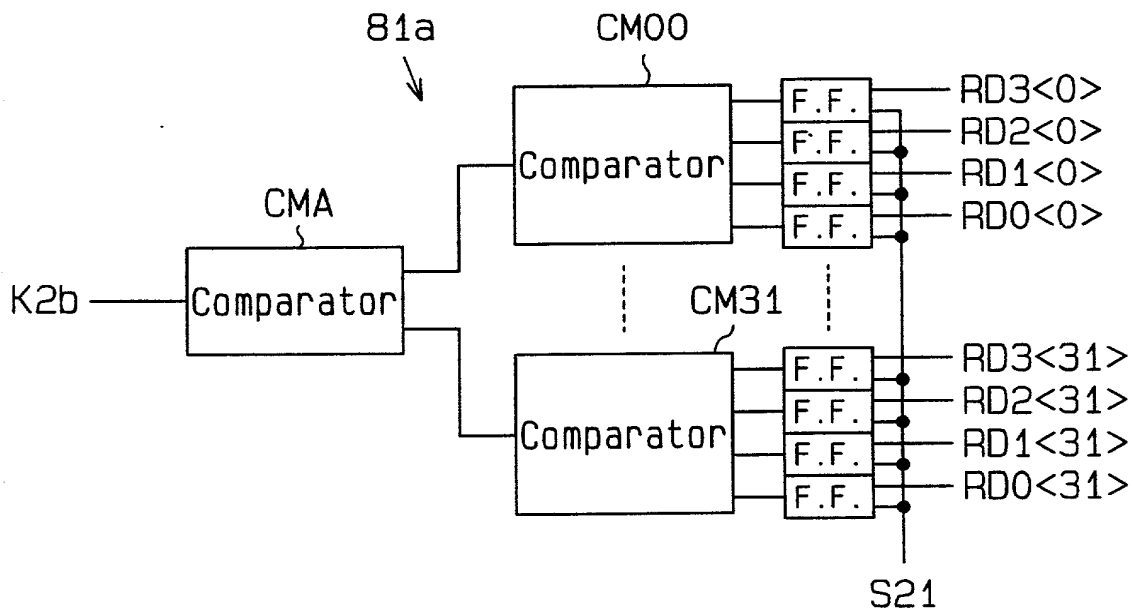 81a
CM00
F.F. RD3<0>
F.F. RD2<0>
Comparator
F.F. RD1<0>
F.F. RD0<0>
CMA
K2b
Comparator
CM31
F.F. RD3<31>
F.F. RD2<31>
Comparator
F.F. RD1<31>
F.F. RD0<31>
S21